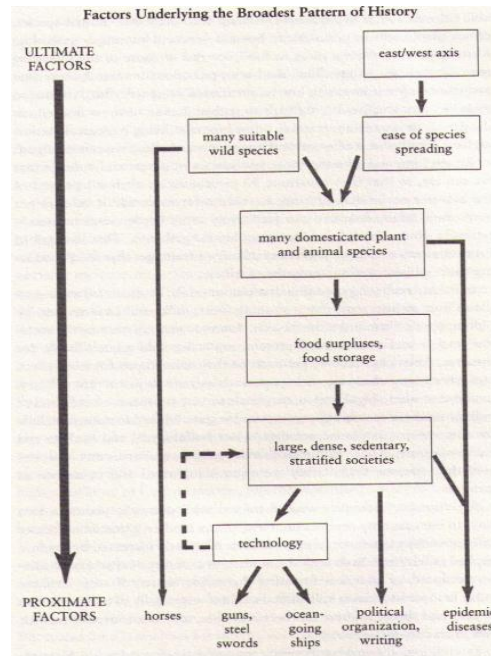 Factors Underlying the Broadest Pattern of History
ULTIMATE
FACTORS
east/west axis
many suitable
wild species
ease of species
spreading
many domesticated plant
and animal species
food surpluses,
food storage
large, dense, sedentary,
stratified societies
technology
PROXIMATE
FACTORS
horses
guns,
steel
swords
ocean-
going
ships
political
organization,
writing
epidemic
diseases